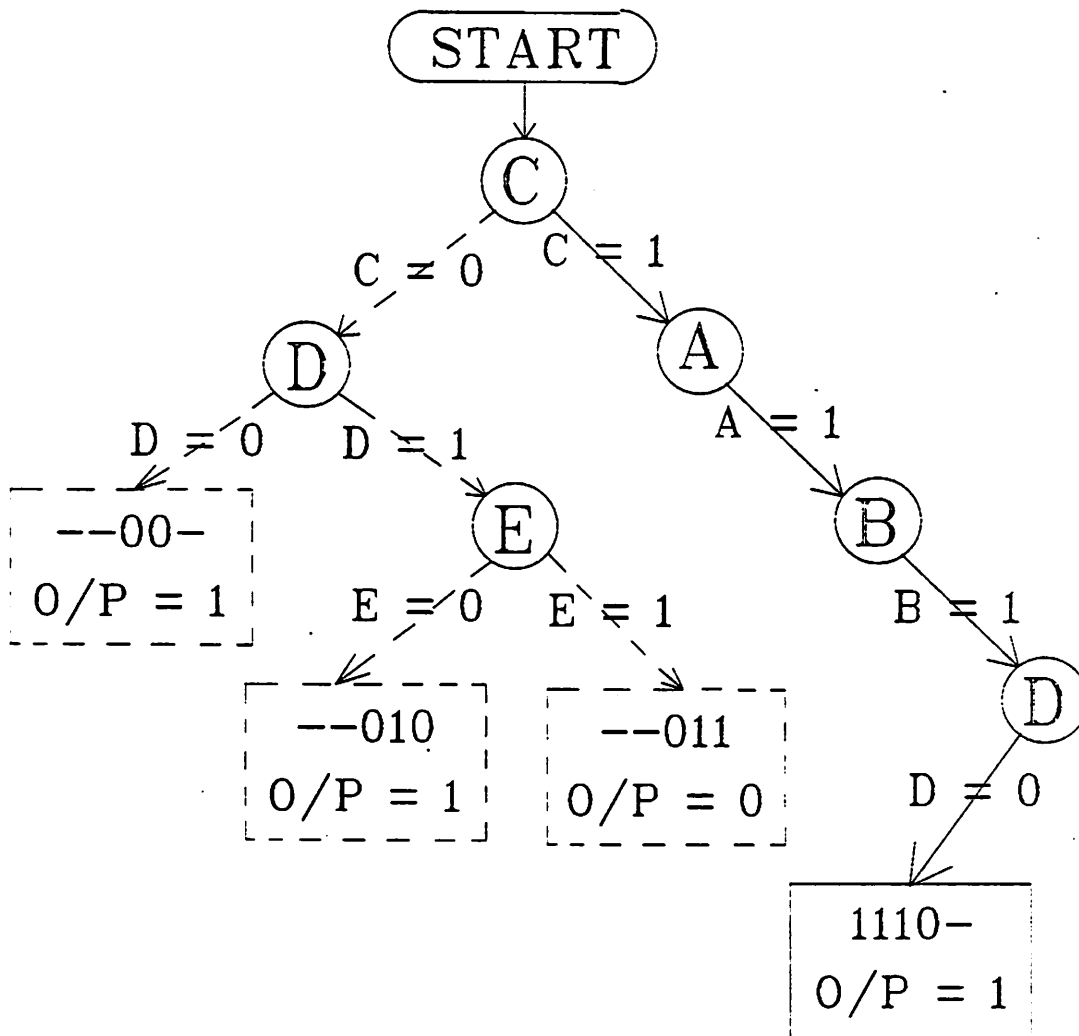 START
C
C = 0
C = 1
D
A
D = 0
D = 1
A = 1
--00-
O/P = 1
E
B
E = 0
E = 1
B = 1
--010
O/P = 1
--011
O/P = 0
D
D = 0
1110-
O/P = 1